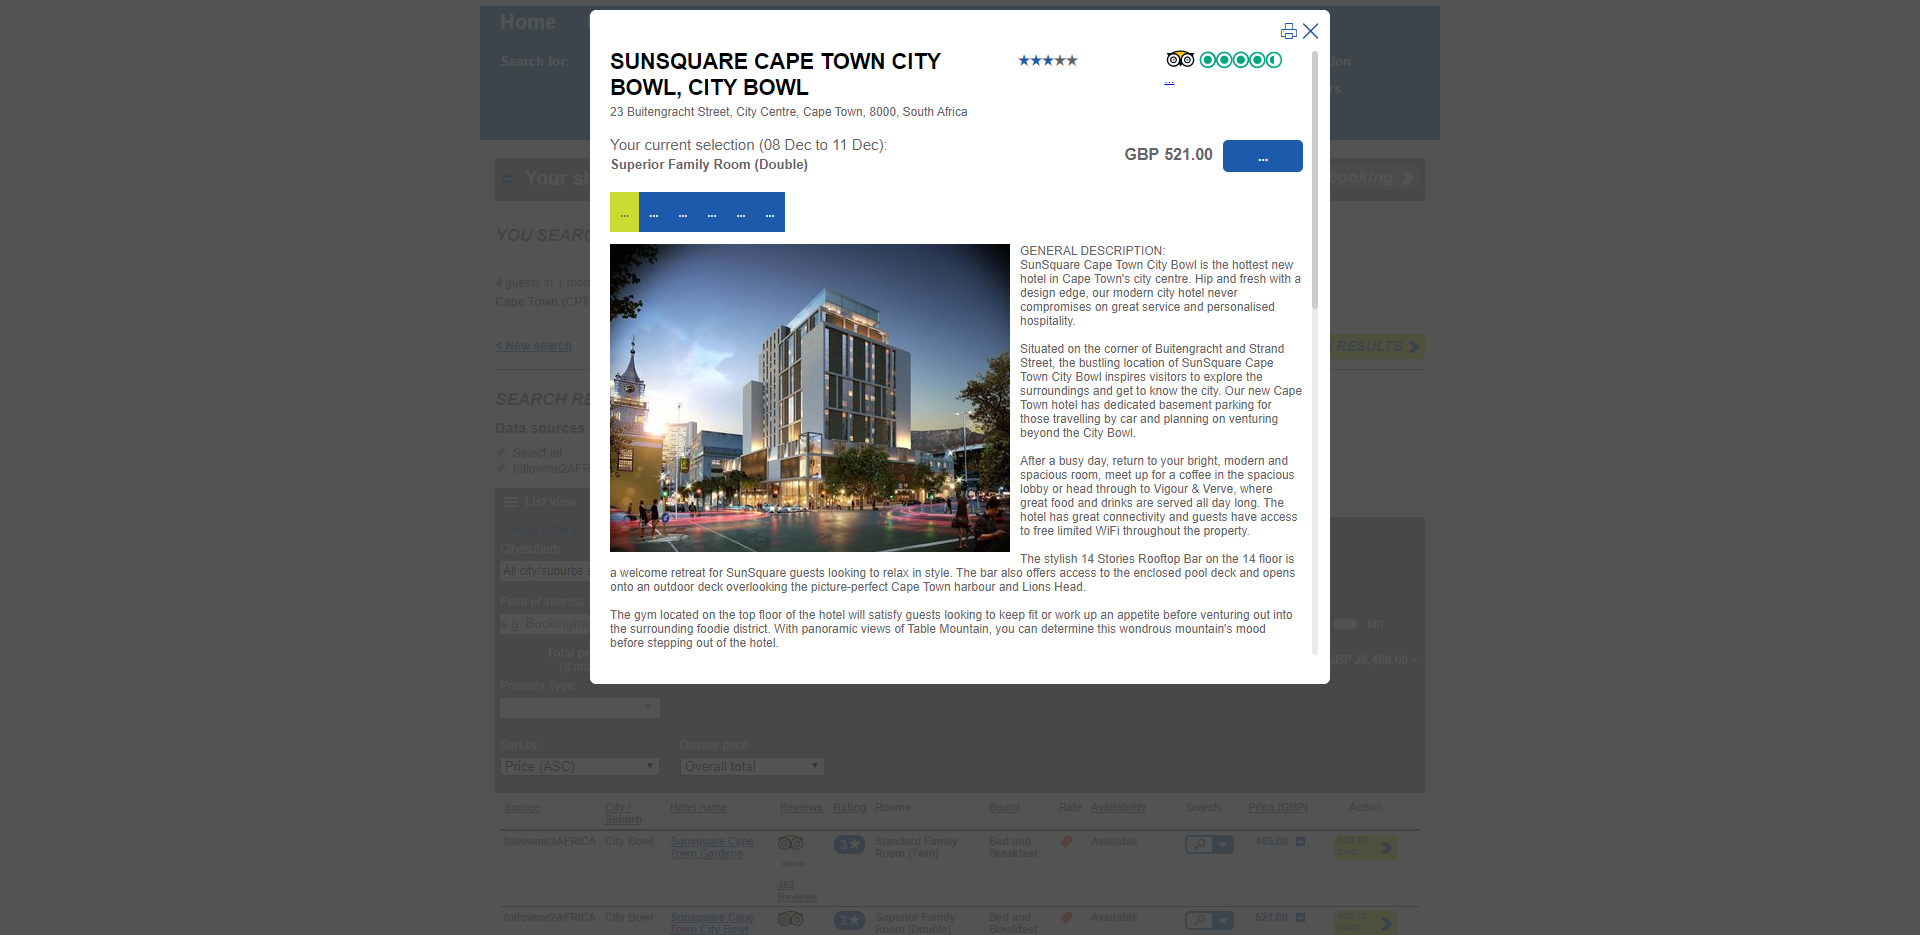 Home
Search for:
SUNSQUARE CAPE TOWN CITY
BOWL, CITY BOWL
...
23 Buitengracht Street, City Centre, Cape Town, 8000, South Africa
Your current selection (08 Dec to 11 Dec):
Superior Family Room (Double)
GBP 521.00
...
... ... ... ... ... ...
GENERAL DESCRIPTION:
SunSquare Cape Town City Bowl is the hottest new
hotel in Cape Town's city centre. Hip and fresh with a
design edge, our modern city hotel never
compromises on great service and personalised
hospitality.
Situated on the corner of Buitengracht and Strand
Street, the bustling location of SunSquare Cape
Town City Bowl inspires visitors to explore the
surroundings and get to know the city. Our new Cape
Town hotel has dedicated basement parking for
those travelling by car and planning on venturing
beyond the City Bowl.
After a busy day, return to your bright, modern and
spacious room, meet up for a coffee in the spacious
lobby or head through to Vigour & Verve, where
great food and drinks are served all day long. The
hotel has great connectivity and guests have access
to free limited WiFi throughout the property.
The stylish 14 Stories Rooftop Bar on the 14 floor is
a welcome retreat for SunSquare guests looking to relax in style. The bar also offers access to the enclosed pool deck and opens
onto an outdoor deck overlooking the picture-perfect Cape Town harbour and Lions Head.
The gym located on the top floor of the hotel will satisfy guests looking to keep fit or work up an appetite before venturing out into
the surrounding foodie district. With panoramic views of Table Mountain, you can determine this wondrous mountain's mood
before stepping out of the hotel.
Your sh
booking
YOU SEARC
4 guests in 1 room
Cape Town (CPT
< New search
RESULTS
SEARCH RE
Data sources
Select all
followme2AFR
List view
Hide Filters
City/suburb
All city/suburbs s
Point of interest
e.g. Buckingha
km
Total pr
(8 ma
GBP 28,468.00 +
Property Type
Sort by
Display price
Price (ASC)
Overall total
Source City / Suburb Hotel name Reviews Rating Rooms Board Rate Availability Search Price (GBP) Action
followme2AFRICA City Bowl Sunsquare Cape 3 Standard Family Bed and Available 469.00 ADD TO
Town Gardens Room (Twin) Breakfast CART
463
Reviews
followme2AFRICA City Bowl Sunsquare Cape 3 Superior Family Bed and Available 521.00 ADD TO
Town City Bowl Room (Double) Breakfast CART